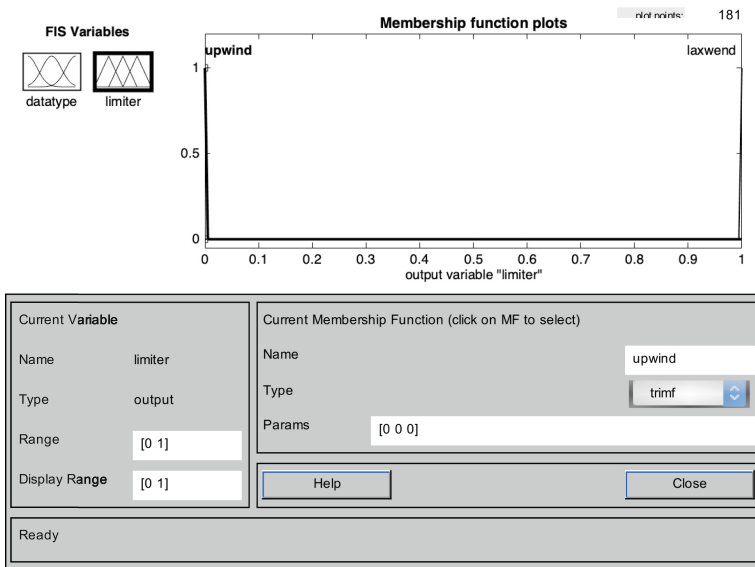 FIS Variables
datatype
limiter
Membership function plots
plot points:
181
upwind
laxwend
1
0.5
0
0 0.1 0.2 0.3 0.4 0.5 0.6 0.7 0.8 0.9 1
output variable "limiter"
Current Variable
Name limiter
Type output
Range [0 1]
Display Range [0 1]
Current Membership Function (click on MF to select)
Name upwind
Type trimf
Params [0 0 0]
Help
Close
Ready